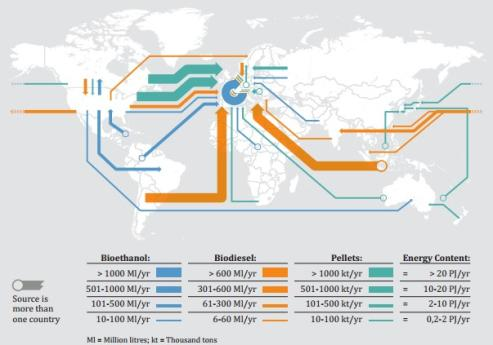 Bioethanol: Biodiesel: Pellets: Energy Content:
> 1000 Ml/yr > 600 Ml/yr > 1000 kt/yr > 20 PJ/yr
501-1000 Ml/yr 301-600 Ml/yr 501-1000 kt/yr = 10-20 PJ/yr
101-500 Ml/yr 61-300 Ml/yr 101-500 kt/yr = 2-10 PJ/yr
10-100 Ml/yr 6-60 Ml/yr 10-100 kt/yr = 0,2-2 PJ/yr
Source is
more than
one country
Ml = Million litres; kt = Thousand tons